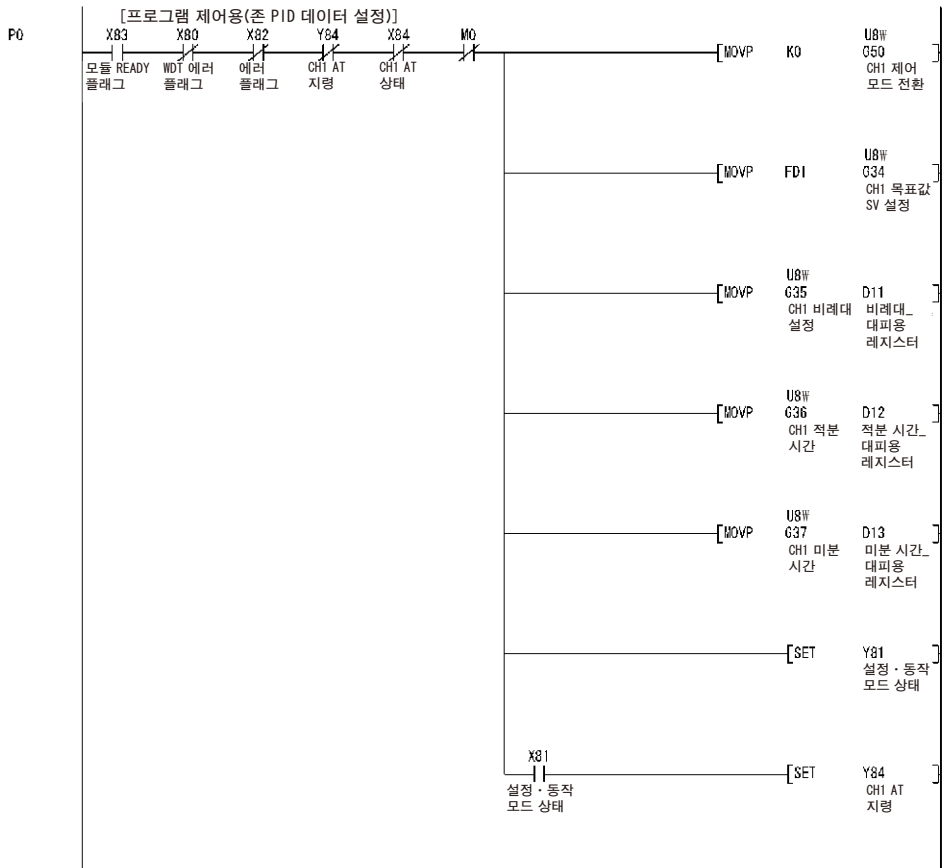 [프로그램 제어용(존 PID 데이터 설정)]
P0
X83 X80 X82 Y84 X84 M0
모듈 READY 플래그
WDT 에러 플래그
에러 플래그
CH1 AT 지령
CH1 AT 상태
[MOVP K0 U8₩ G50 ]
CH1 제어
모드 전환
[MOVP FD1 U8₩ G34 ]
CH1 목표값
SV 설정
[MOVP U8₩ G35 D11 ]
CH1 비례대
설정
비례대_
대피용
레지스터
[MOVP U8₩ G36 D12 ]
CH1 적분
시간
적분 시간_
대피용
레지스터
[MOVP U8₩ G37 D13 ]
CH1 미분
시간
미분 시간_
대피용
레지스터
[SET Y81 ]
설정・동작
모드 상태
X81
설정・동작
모드 상태
[SET Y84 ]
CH1 AT
지령